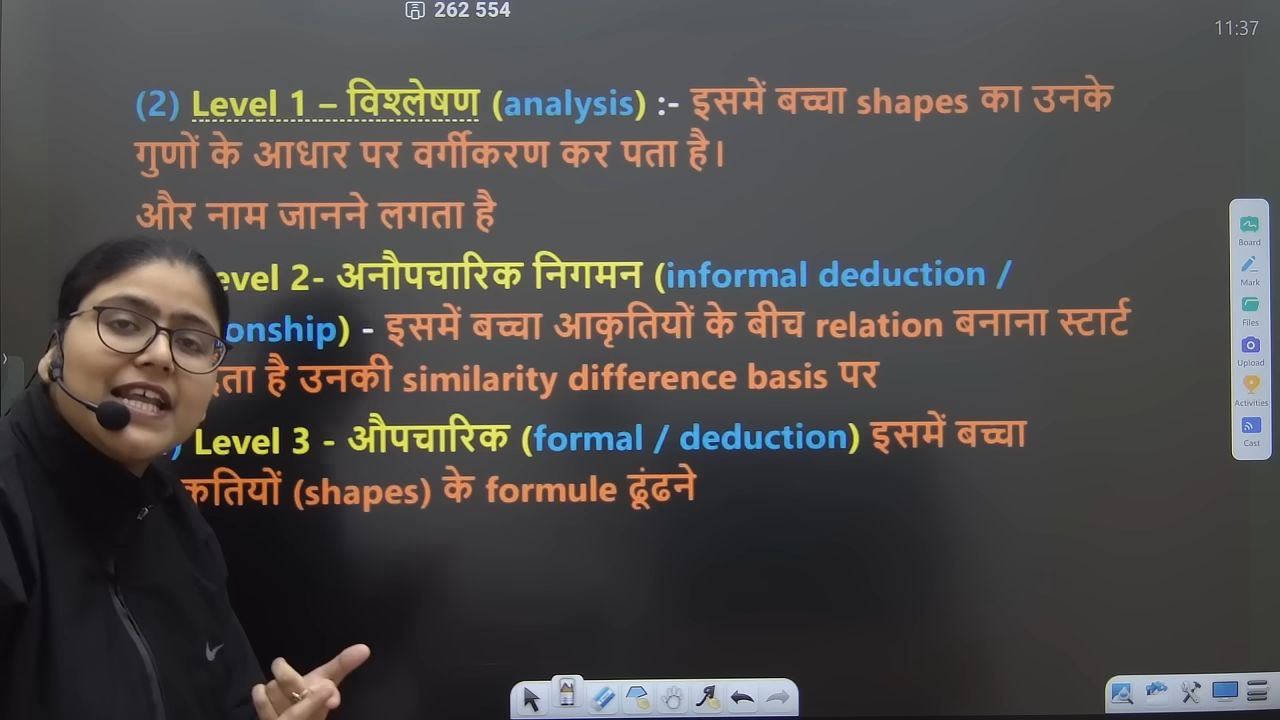 262 554
11:37
(2) Level 1 – विश्लेषण (analysis) :- इसमें बच्चा shapes का उनके
गुणों के आधार पर वर्गीकरण कर पता है।
और नाम जानने लगता है
evel 2- अनौपचारिक निगमन (informal deduction /
onship) - इसमें बच्चा आकृतियों के बीच relation बनाना स्टार्ट
है उनकी similarity difference basis पर
) Level 3 - औपचारिक (formal / deduction) इसमें बच्चा
कतियों (shapes) के formule ढूंढने
Board
Mark
Files
Upload
Activities
Cast